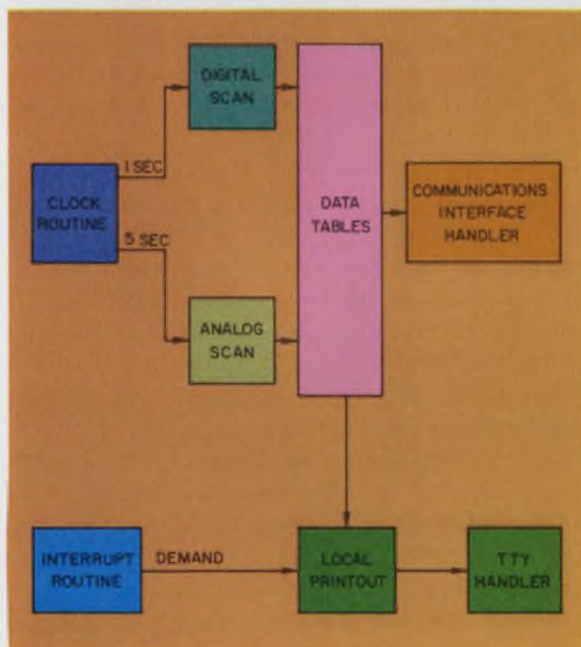 DIGITAL
SCAN
1 SEC
CLOCK
ROUTINE
5 SEC
ANALOG
SCAN
DATA
TABLES
COMMUNICATIONS
INTERFACE
HANDLER
INTERRUPT
ROUTINE
DEMAND
LOCAL
PRINTOUT
TTY
HANDLER